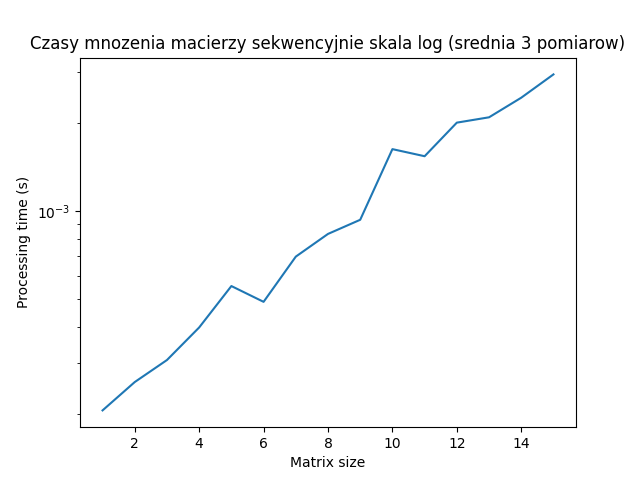 Czasy mnozenia macierzy sekwencyjnie skala log (srednia 3 pomiarow)
Processing time (s)
10⁻³
2 4 6 8 10 12 14
Matrix size